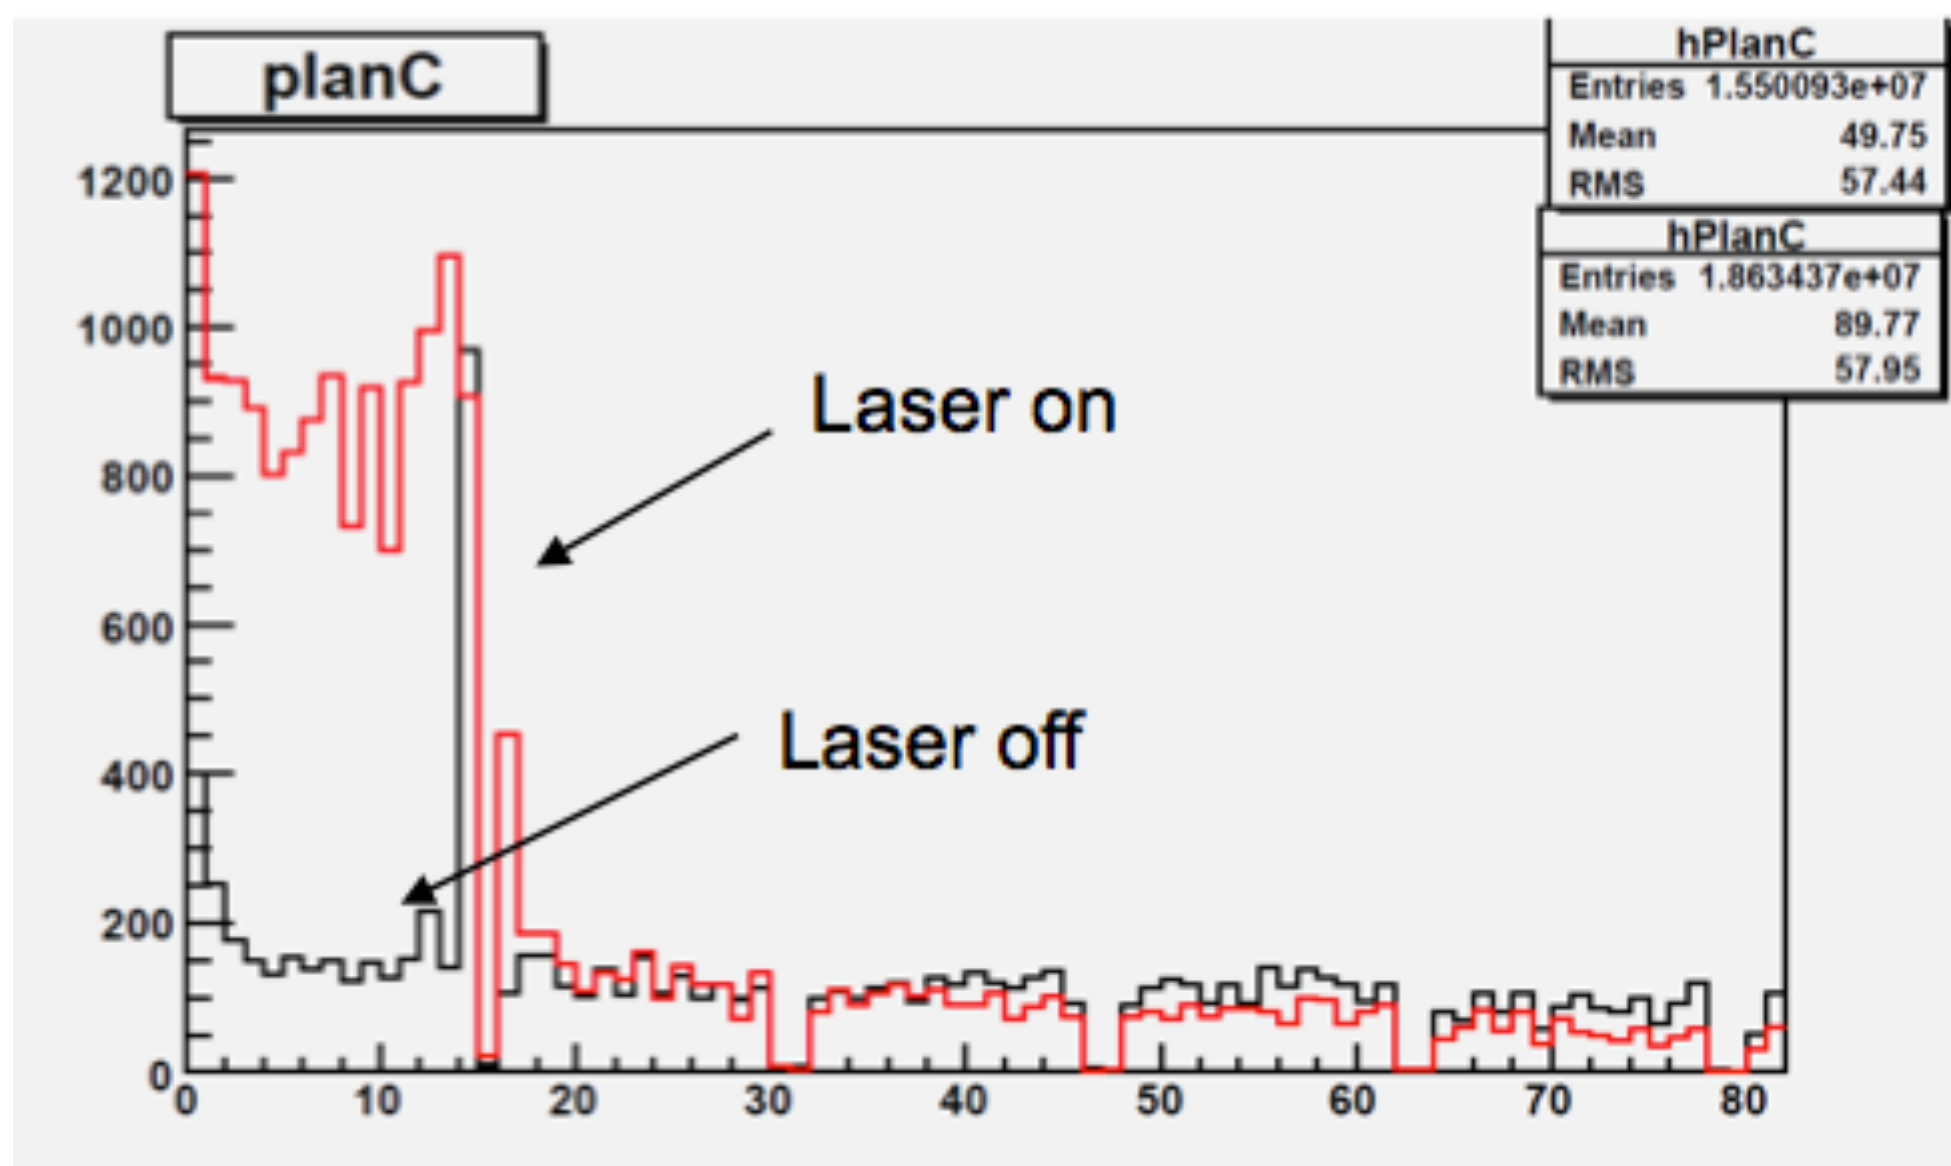 planC
hPlanC
Entries 1.550093e+07
Mean 49.75
RMS 57.44
hPlanC
Entries 1.863437e+07
Mean 89.77
RMS 57.95
1200
1000
800
600
400
200
0
Laser on
Laser off
0 10 20 30 40 50 60 70 80